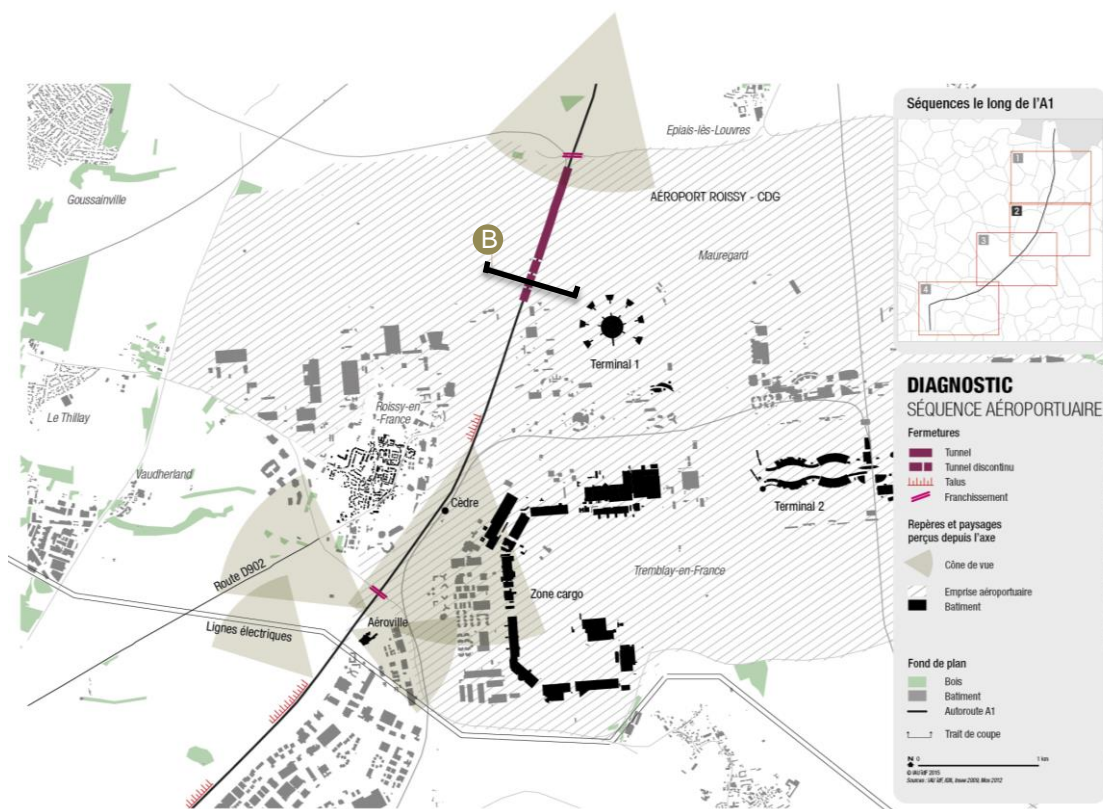 Epiais-lès-Louvres
Goussainville
AÉROPORT ROISSY - CDG
B
Mauregard
Terminal 1
Le Thillay
Roissy-en
-France
Vaudherland
Cèdre
Terminal 2
Route D902
Zone cargo
Tremblay-en-France
Lignes électriques
Aéroville
Séquences le long de l'A1
1
2
3
4
DIAGNOSTIC
SÉQUENCE AÉROPORTUAIRE
Fermetures
Tunnel
Tunnel discontinu
Talus
Franchissement
Repères et paysages
perçus depuis l'axe
Cône de vue
Emprise aéroportuaire
Batiment
Fond de plan
Bois
Batiment
Autoroute A1
Trait de coupe
N 0 1 km
© IAU îdF 2015